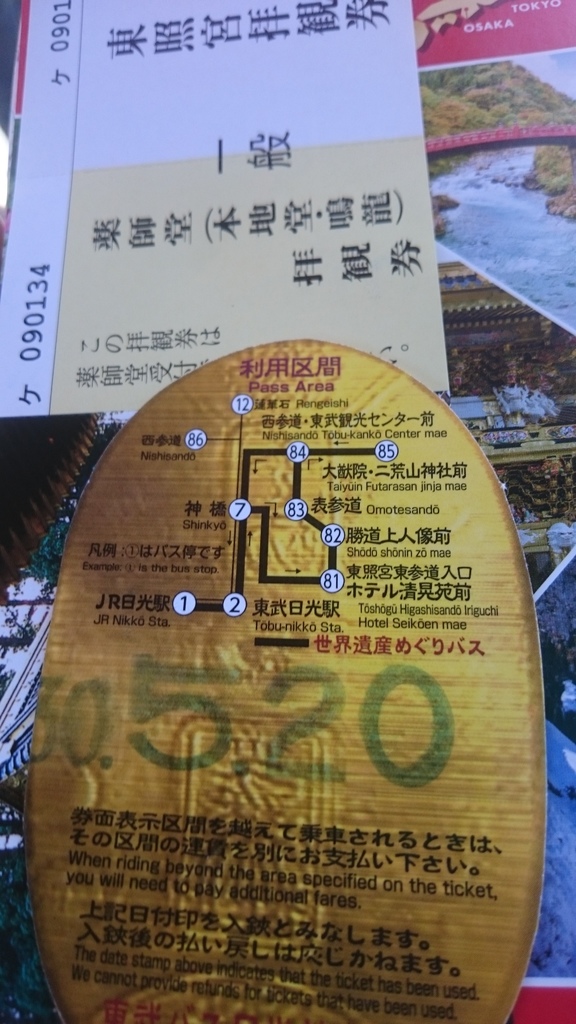 TOKYO
OSAKA
ケ 0901
東照宮拝観券
一般
ケ 090134
薬師堂(本地堂・鳴龍)
拝観券
この拝観券は
薬師堂受付
い。
利用区間
Pass Area
12 蓮華石 Rengeishi
西参道・東武観光センター前
Nishisandō Tōbu-kankō Center mae
西参道 86
Nishisandō
84
85
大猷院・二荒山神社前
Taiyūin Futarasan jinja mae
神橋 7
Shinkyō
83 表参道 Omotesandō
82 勝道上人像前
Shōdō shōnin zō mae
凡例:①はバス停です
Example: ① is the bus stop.
81 東照宮東参道入口
ホテル清晃苑前
Tōshōgū Higashisandō Iriguchi
Hotel Seikōen mae
JR日光駅 1
JR Nikkō Sta.
2 東武日光駅
Tōbu-nikkō Sta.
世界遺産めぐりバス
30.5.20
券面表示区間を越えて乗車されるときは、
その区間の運賃を別にお支払い下さい。
When riding beyond the area specified on the ticket,
you will need to pay additional fares.
上記日付印を入鋏とみなします。
入鋏後の払い戻しは応じかねます。
The date stamp above indicates that the ticket has been used.
We cannot provide refunds for tickets that have been used.
東武バス日光